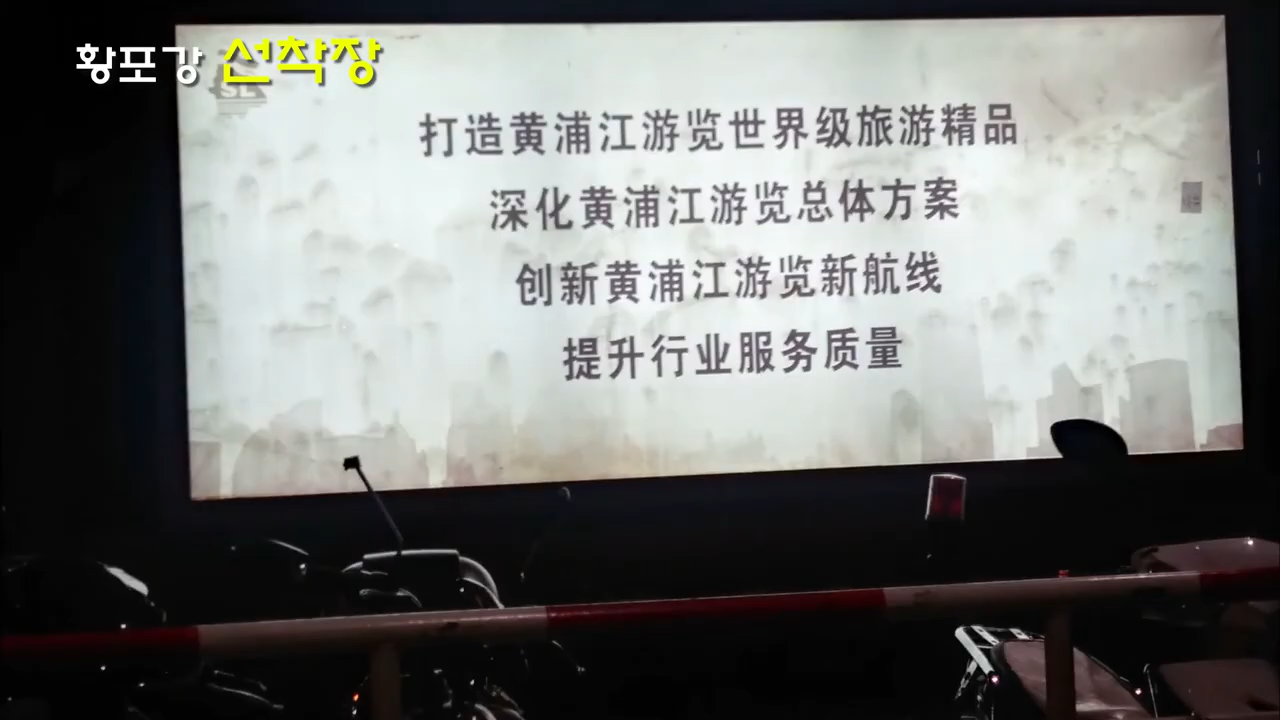 황포강 선착장
SL
打造黄浦江游览世界级旅游精品
深化黄浦江游览总体方案
创新黄浦江游览新航线
提升行业服务质量